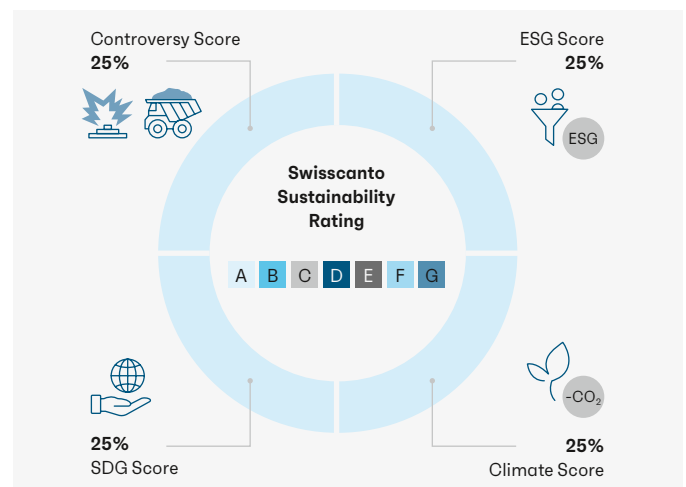 Controversy Score
25%
ESG Score
25%
ESG
Swisscanto
Sustainability
Rating
A B C D E F G
25%
SDG Score
-CO₂
25%
Climate Score